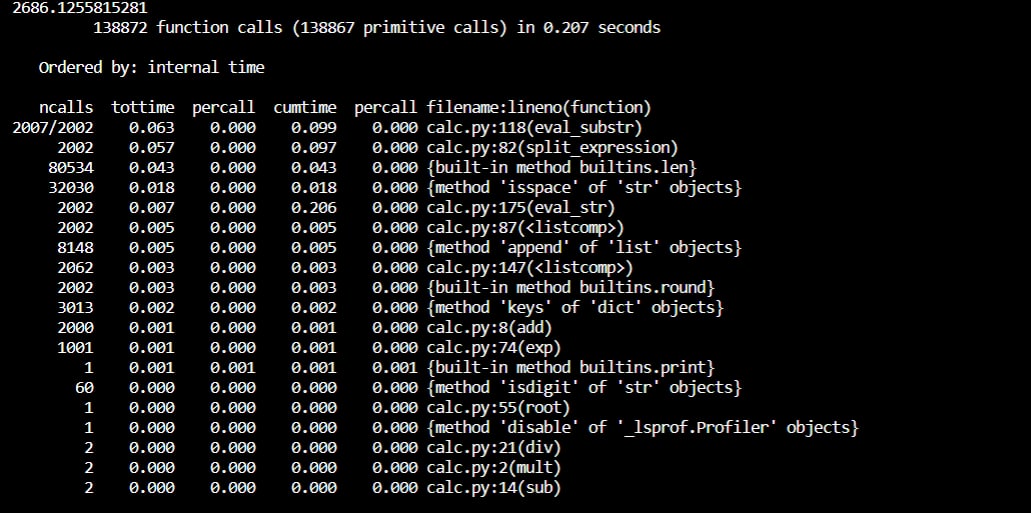 2686.1255815281
138872 function calls (138867 primitive calls) in 0.207 seconds
Ordered by: internal time
ncalls tottime percall cumtime percall filename:lineno(function)
2007/2002 0.063 0.000 0.099 0.000 calc.py:118(eval_substr)
2002 0.057 0.000 0.097 0.000 calc.py:82(split_expression)
80534 0.043 0.000 0.043 0.000 {built-in method builtins.len}
32030 0.018 0.000 0.018 0.000 {method 'isspace' of 'str' objects}
2002 0.007 0.000 0.206 0.000 calc.py:175(eval_str)
2002 0.005 0.000 0.005 0.000 calc.py:87(<listcomp>)
8148 0.005 0.000 0.005 0.000 {method 'append' of 'list' objects}
2062 0.003 0.000 0.003 0.000 calc.py:147(<listcomp>)
2002 0.003 0.000 0.003 0.000 {built-in method builtins.round}
3013 0.002 0.000 0.002 0.000 {method 'keys' of 'dict' objects}
2000 0.001 0.000 0.001 0.000 calc.py:8(add)
1001 0.001 0.000 0.001 0.000 calc.py:74(exp)
1 0.001 0.001 0.001 0.001 {built-in method builtins.print}
60 0.000 0.000 0.000 0.000 {method 'isdigit' of 'str' objects}
1 0.000 0.000 0.000 0.000 calc.py:55(root)
1 0.000 0.000 0.000 0.000 {method 'disable' of '_lsprof.Profiler' objects}
2 0.000 0.000 0.000 0.000 calc.py:21(div)
2 0.000 0.000 0.000 0.000 calc.py:2(mult)
2 0.000 0.000 0.000 0.000 calc.py:14(sub)